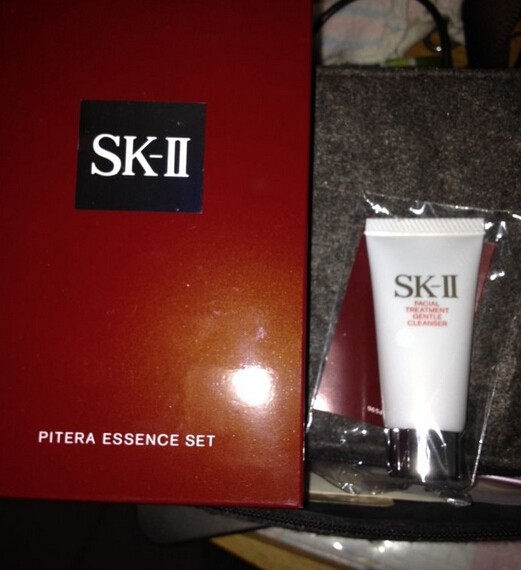 SK-II
PITERA ESSENCE SET
SK-II
FACIAL
TREATMENT
GENTLE
CLEANSER